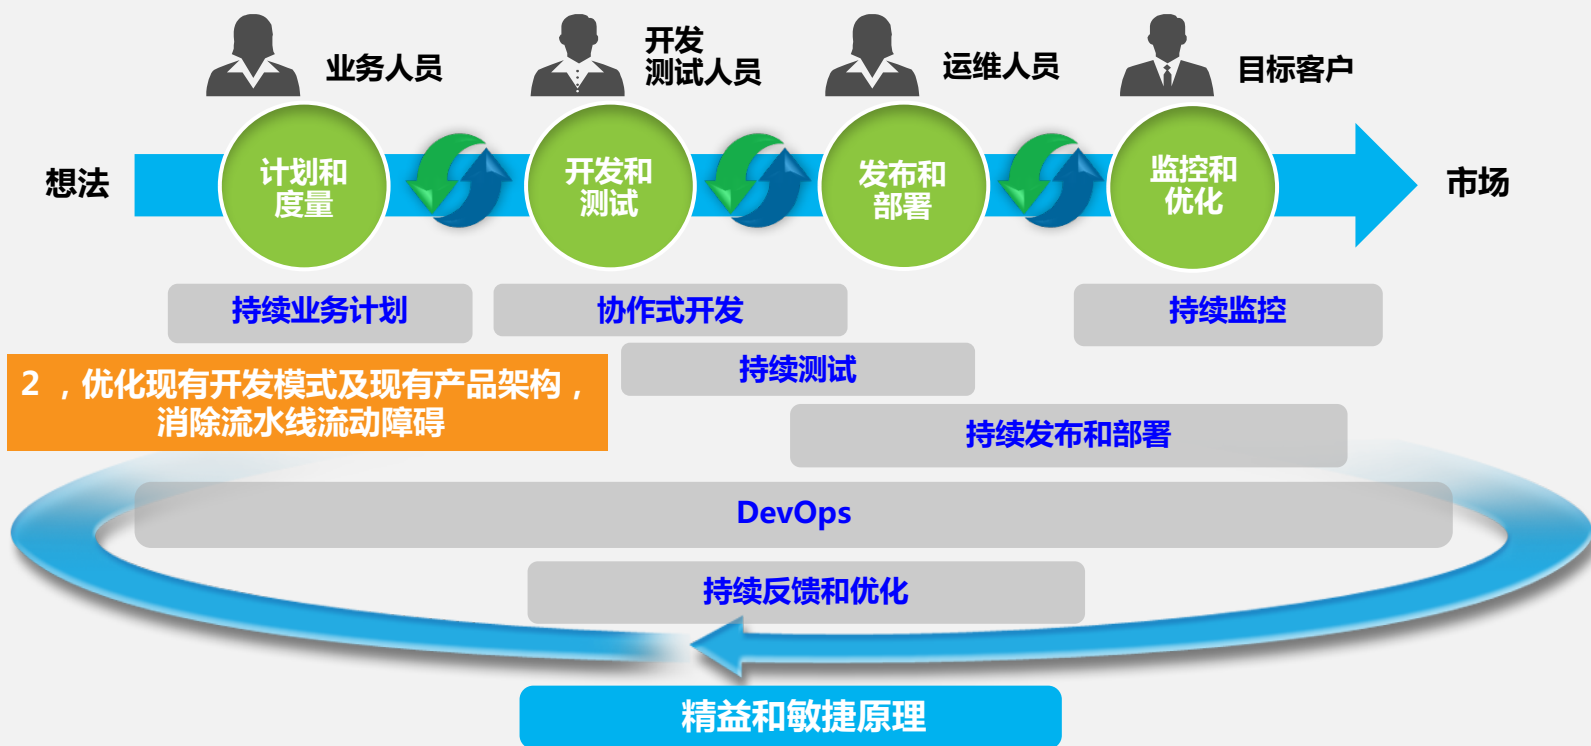 业务人员
开发
测试人员
运维人员
目标客户
想法
计划和
度量
开发和
测试
发布和
部署
监控和
优化
市场
持续业务计划
协作式开发
持续监控
持续测试
2 ，优化现有开发模式及现有产品架构，
消除流水线流动障碍
持续发布和部署
DevOps
持续反馈和优化
精益和敏捷原理